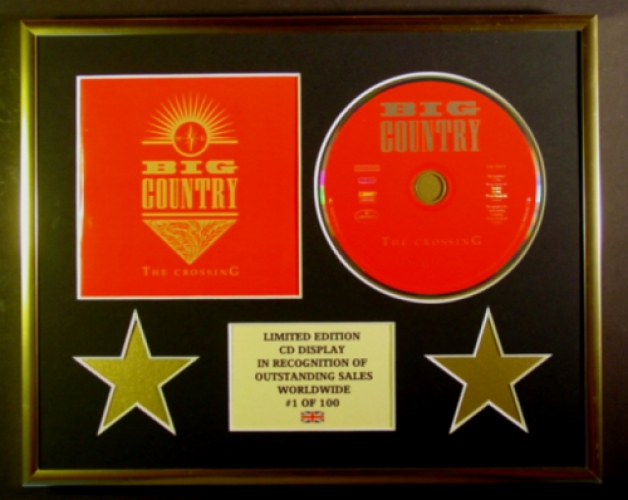 BIG
COUNTRY
THE CROSSING
BIG
COUNTRY
THE CROSSING
LIMITED EDITION
CD DISPLAY
IN RECOGNITION OF
OUTSTANDING SALES
WORLDWIDE
#1 OF 100